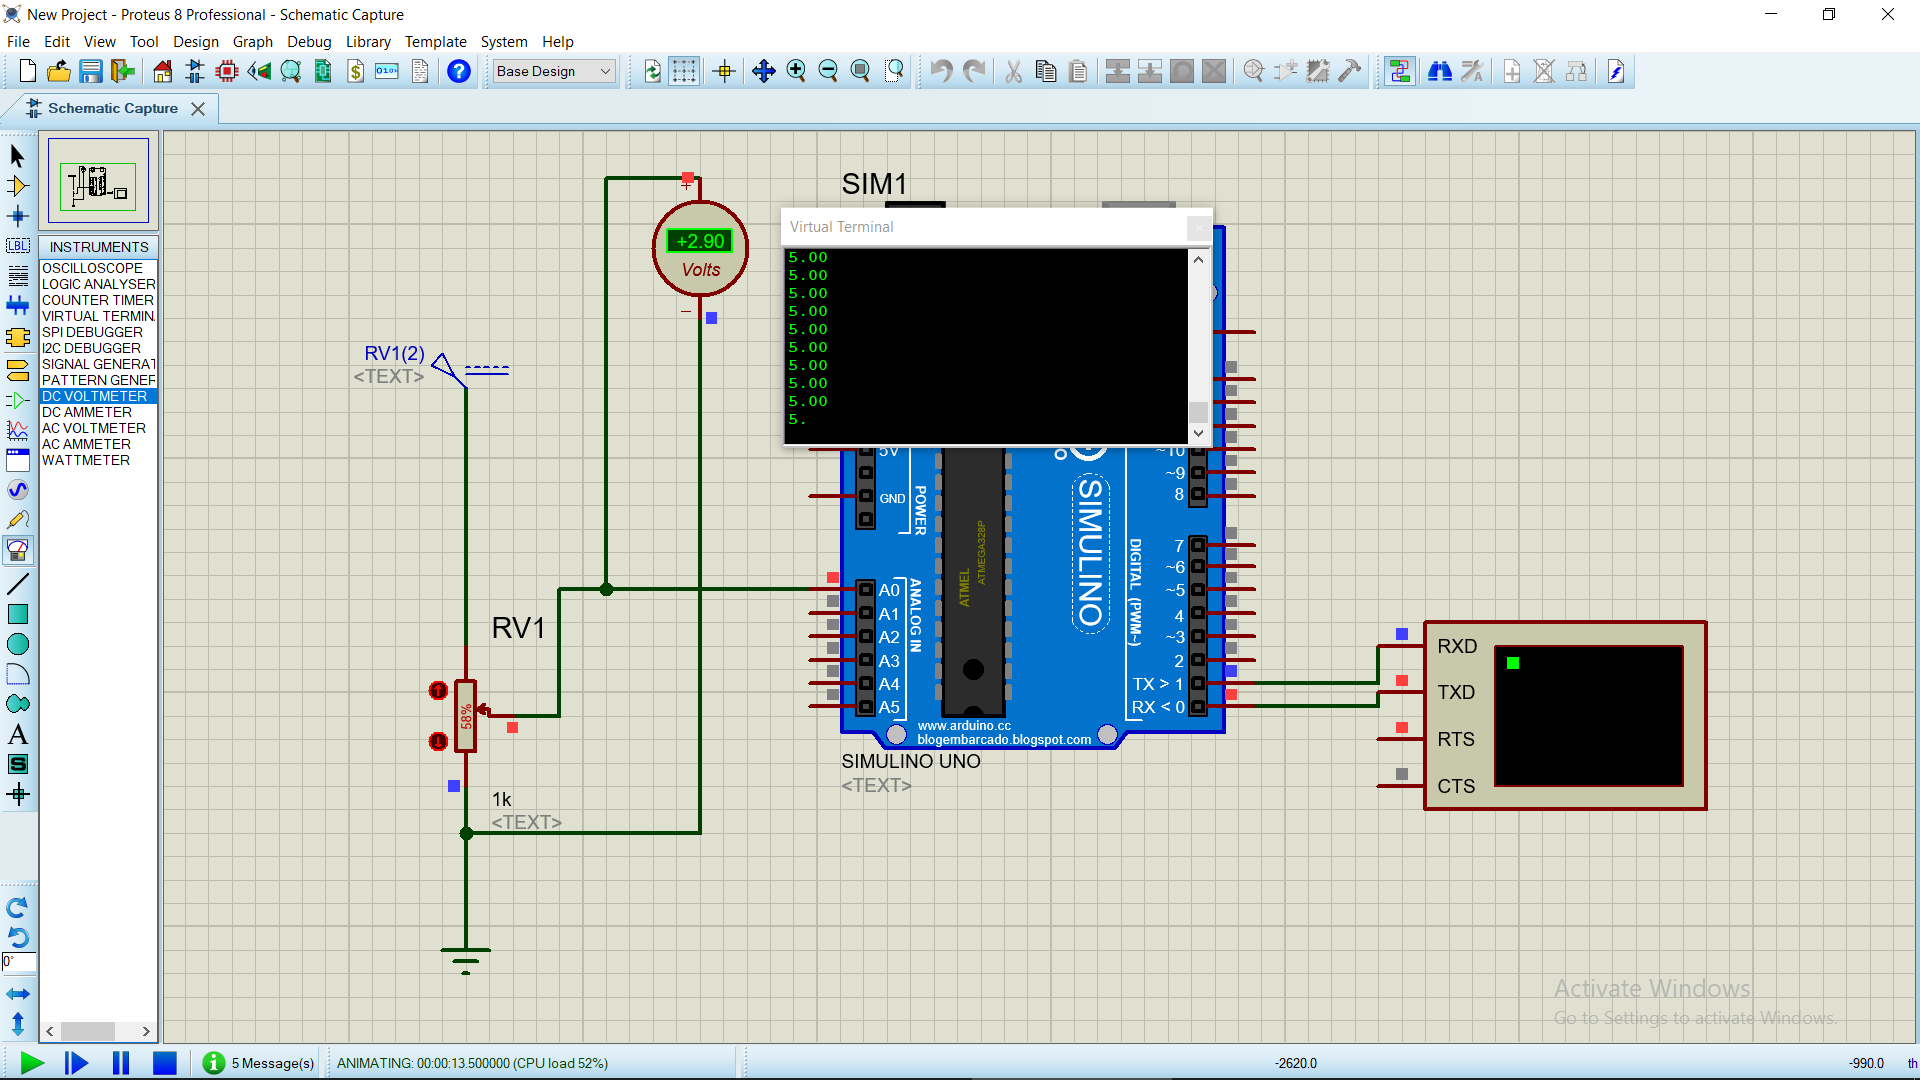 New Project - Proteus 8 Professional - Schematic Capture
File Edit View Tool Design Graph Debug Library Template System Help
Base Design
Schematic Capture
INSTRUMENTS
OSCILLOSCOPE
LOGIC ANALYSER
COUNTER TIMER
VIRTUAL TERMIN
SPI DEBUGGER
I2C DEBUGGER
SIGNAL GENERAT
PATTERN GENER
DC VOLTMETER
DC AMMETER
AC VOLTMETER
AC AMMETER
WATTMETER
LBL
A
S
0°
SIM1
+
+2.90
Volts
−
Virtual Terminal
5.00
5.00
5.00
5.00
5.00
5.00
5.00
5.00
5.00
5.
RV1(2)
<TEXT>
5V
GND
POWER
~10
~9
8
SIMULINO
ATMEL
ATMEGA328P
DIGITAL (PWM~)
7
~6
~5
4
~3
2
TX > 1
RX < 0
A0
A1
A2
A3
A4
A5
ANALOG IN
www.arduino.cc
blogembarcado.blogspot.com
SIMULINO UNO
<TEXT>
RV1
58%
1k
<TEXT>
RXD
TXD
RTS
CTS
Activate Windows
Go to Settings to activate Windows.
5 Message(s)
ANIMATING: 00:00:13.500000 (CPU load 52%)
-2620.0
-990.0
th